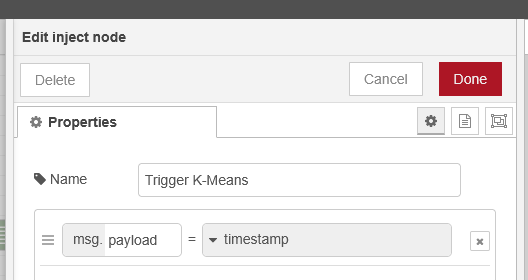 Edit inject node
Delete Cancel Done
Properties
Name Trigger K-Means
msg. payload = timestamp